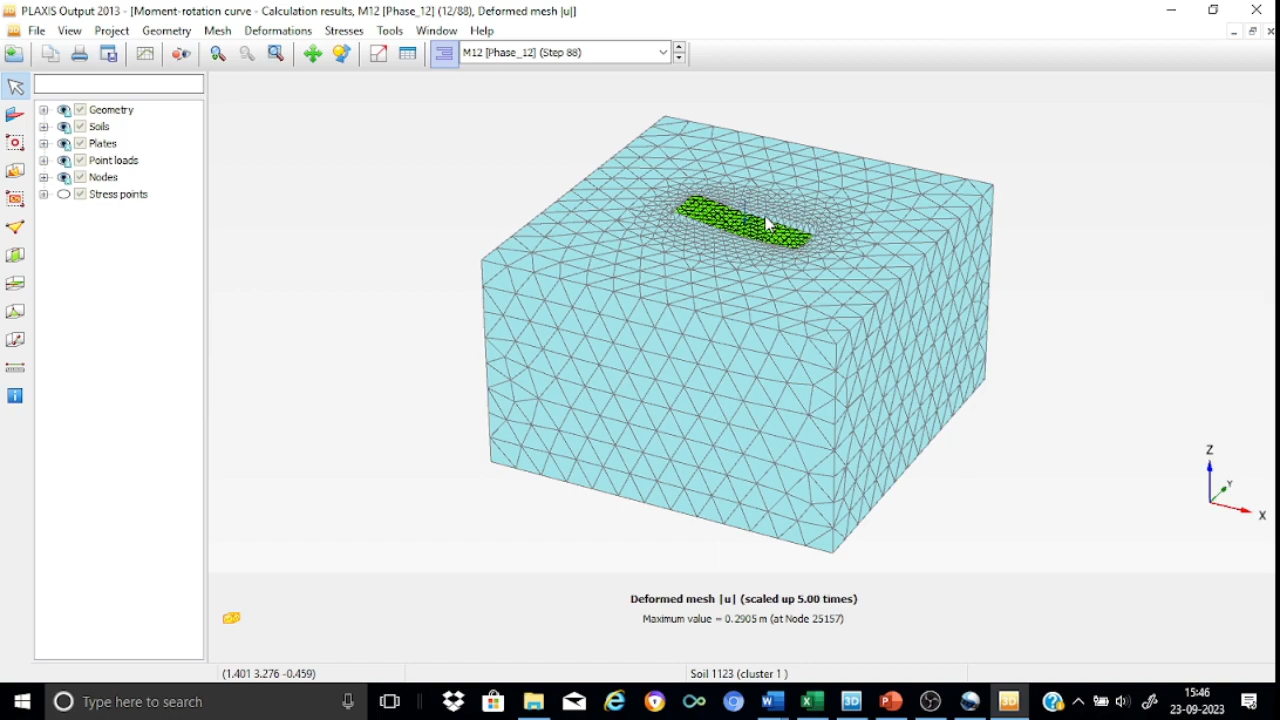 PLAXIS Output 2013 - [Moment-rotation curve - Calculation results, M12 [Phase_12] (12/88), Deformed mesh |u|]
File View Project Geometry Mesh Deformations Stresses Tools Window Help
M12 [Phase_12] (Step 88)
Geometry
Soils
Plates
Point loads
Nodes
Stress points
Z
Y
X
Deformed mesh |u| (scaled up 5.00 times)
Maximum value = 0.2905 m (at Node 25157)
(1.401 3.276 -0.459)
Soil 1123 (cluster 1 )
Type here to search
15:46
23-09-2023